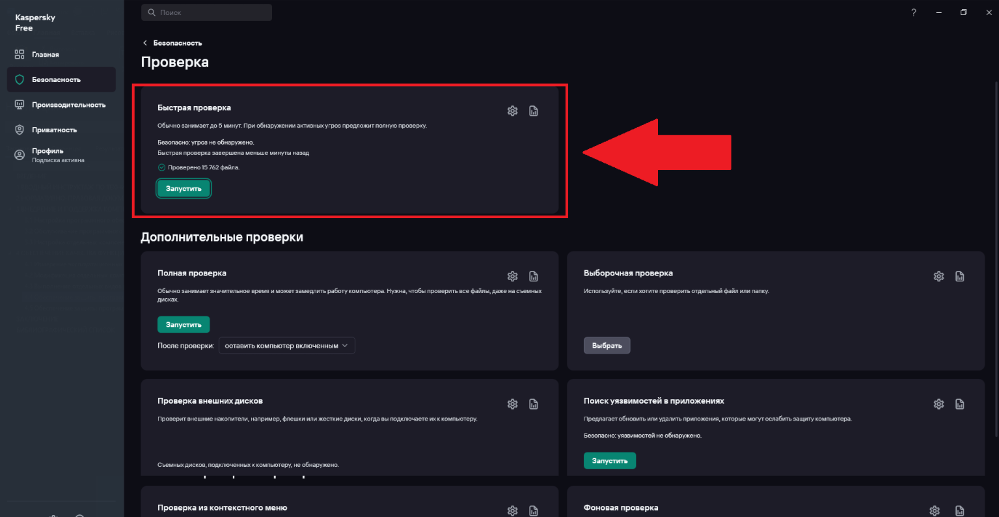 Kaspersky
Free
Поиск
?
Главная
Безопасность
Производительность
Приватность
Профиль
Подписка активна
Безопасность
Проверка
Быстрая проверка
Обычно занимает до 5 минут. При обнаружении активных угроз предложит полную проверку.
Безопасно: угроз не обнаружено.
Быстрая проверка завершена меньше минуты назад
Проверено 15 762 файла.
Запустить
Дополнительные проверки
Полная проверка
Обычно занимает значительное время и может замедлить работу компьютера. Нужна, чтобы проверить все файлы, даже на съемных
дисках.
Запустить
После проверки: оставить компьютер включенным
Выборочная проверка
Используйте, если хотите проверить отдельный файл или папку.
Выбрать
Проверка внешних дисков
Проверит внешние накопители, например, флешки или жесткие диски, когда вы подключаете их к компьютеру.
Съемных дисков, подключенных к компьютеру, не обнаружено.
Поиск уязвимостей в приложениях
Предлагает обновить или удалить приложения, которые могут ослабить защиту компьютера.
Безопасно: уязвимостей не обнаружено.
Запустить
Проверка из контекстного меню
Фоновая проверка